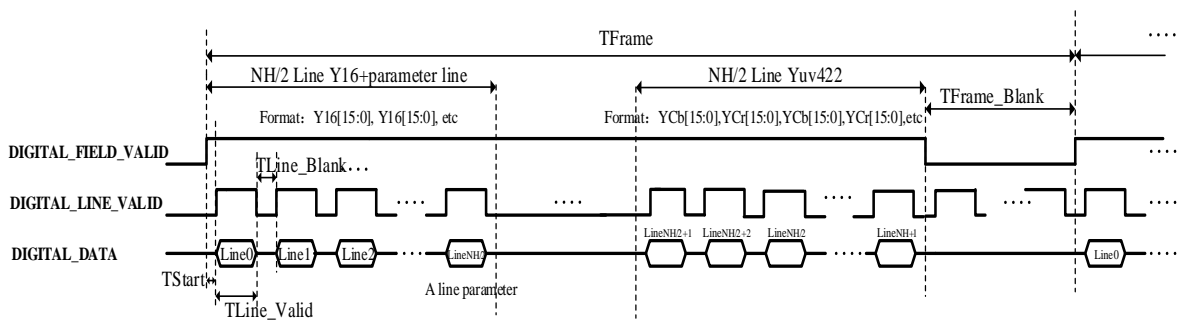 TFrame
....
NH/2 Line Y16+parameter line
NH/2 Line Yuv422
TFrame_Blank
Format: Y16[15:0], Y16[15:0], etc
Format: YCb[15:0],YCr[15:0],YCb[15:0],YCr[15:0],etc
DIGITAL_FIELD_VALID
TLine_Blank...
....
DIGITAL_LINE_VALID
....
....
....
....
....
DIGITAL_DATA
Line0
Line1
Line2
....
LineNH/2
LineNH/2+1
LineNH/2+2
LineNH/2
....
LineNH+1
Line0
....
TStart
A line parameter
TLine_Valid